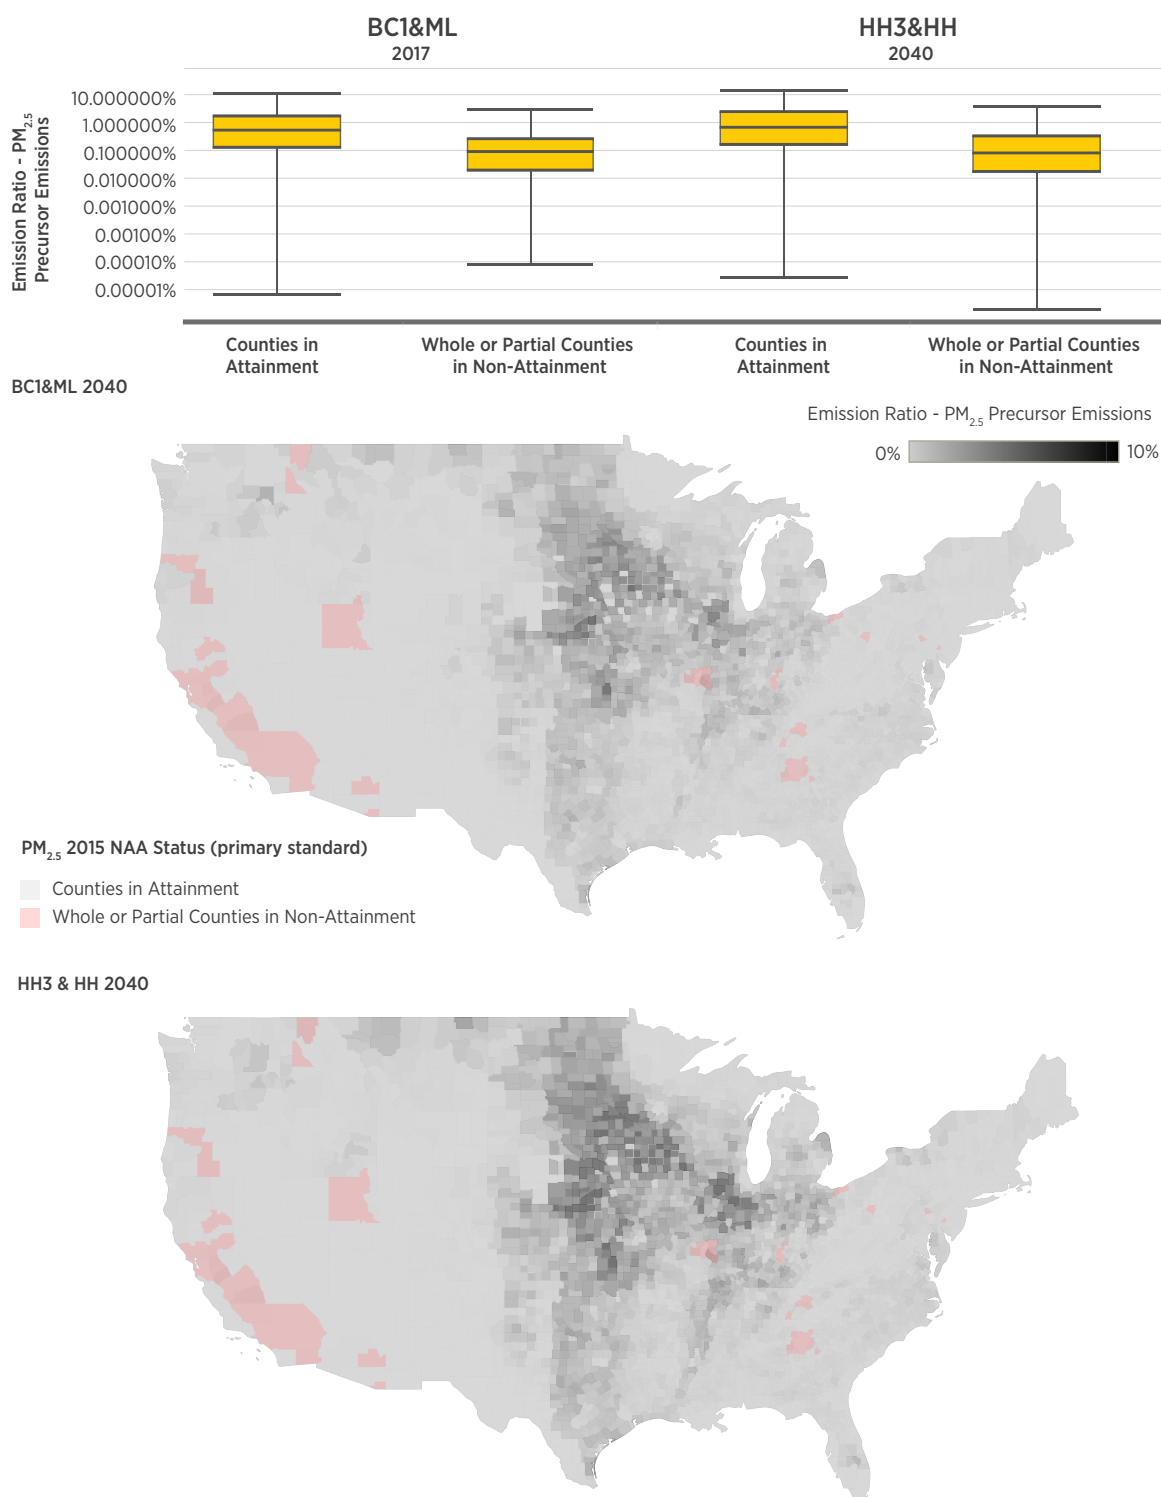 BC1&ML
2017
HH3&HH
2040
Emission Ratio - PM2.5
Precursor Emissions
10.000000%
1.000000%
0.100000%
0.010000%
0.001000%
0.00100%
0.00010%
0.00001%
Counties in
Attainment
Whole or Partial Counties
in Non-Attainment
Counties in
Attainment
Whole or Partial Counties
in Non-Attainment
BC1&ML 2040
Emission Ratio - PM2.5 Precursor Emissions
0%
10%
PM2.5 2015 NAA Status (primary standard)
Counties in Attainment
Whole or Partial Counties in Non-Attainment
HH3 & HH 2040